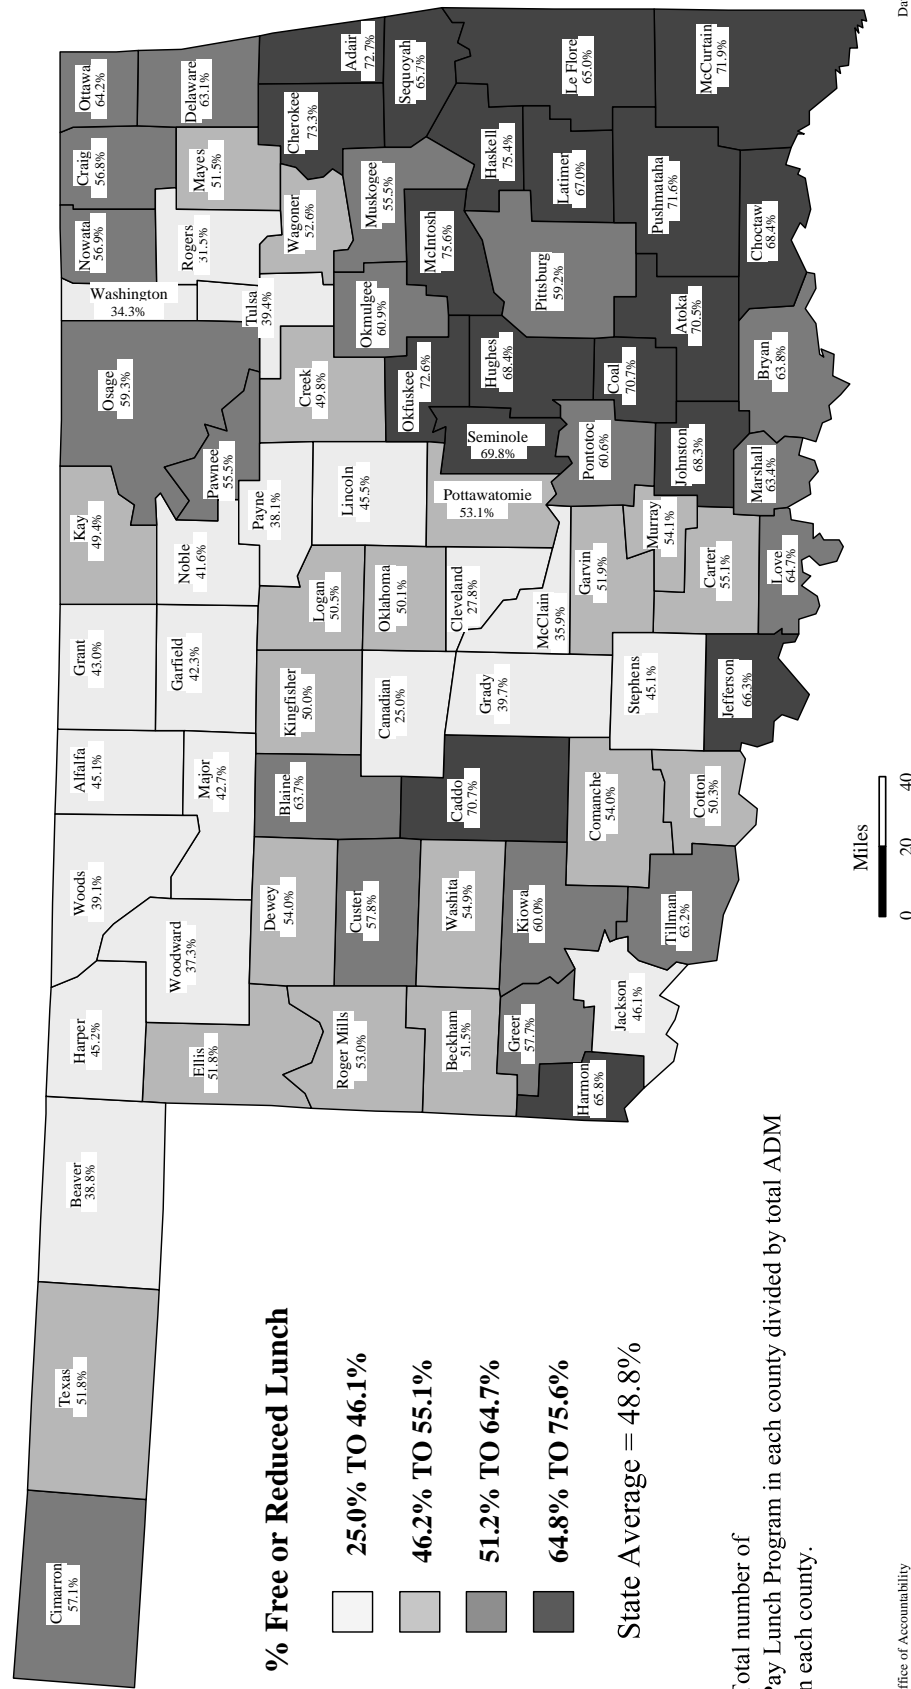 Cimarron
57.1%
Texas
51.8%
Beaver
38.8%
Harper
45.2%
Woods
39.1%
Alfalfa
45.1%
Grant
43.0%
Kay
49.4%
Osage
59.3%
Washington
34.3%
Nowata
56.9%
Craig
56.8%
Ottawa
64.2%
Ellis
51.8%
Woodward
37.3%
Major
42.7%
Garfield
42.3%
Noble
41.6%
Pawnee
55.5%
Rogers
31.5%
Mayes
51.5%
Delaware
63.1%
Dewey
54.0%
Blaine
63.7%
Kingfisher
50.0%
Logan
50.5%
Payne
38.1%
Creek
49.8%
Tulsa
39.4%
Wagoner
52.6%
Cherokee
73.3%
Adair
72.7%
Roger Mills
53.0%
Custer
57.8%
Canadian
25.0%
Oklahoma
50.1%
Lincoln
45.5%
Okfuskee
72.6%
Okmulgee
60.9%
Muskogee
55.5%
Sequoyah
65.7%
Beckham
51.5%
Washita
54.9%
Caddo
70.7%
Grady
39.7%
Cleveland
27.8%
Pottawatomie
53.1%
Seminole
69.8%
Hughes
68.4%
McIntosh
75.6%
Haskell
75.4%
Le Flore
65.0%
Harmon
65.8%
Greer
57.7%
Kiowa
60.0%
Comanche
54.0%
McClain
35.9%
Garvin
51.9%
Pontotoc
60.6%
Coal
70.7%
Pittsburg
59.2%
Latimer
67.0%
Jackson
46.1%
Tillman
63.2%
Cotton
50.3%
Stephens
45.1%
Murray
54.1%
Johnston
68.3%
Atoka
70.5%
Pushmataha
71.6%
McCurtain
71.9%
Jefferson
66.3%
Carter
55.1%
Love
64.7%
Marshall
63.4%
Bryan
63.8%
Choctaw
68.4%
% Free or Reduced Lunch
25.0% TO 46.1%
46.2% TO 55.1%
51.2% TO 64.7%
64.8% TO 75.6%
State Average = 48.8%
Total number of
Pay Lunch Program in each county divided by total ADM
in each county.
Miles
0 20 40
ffice of Accountability
Da